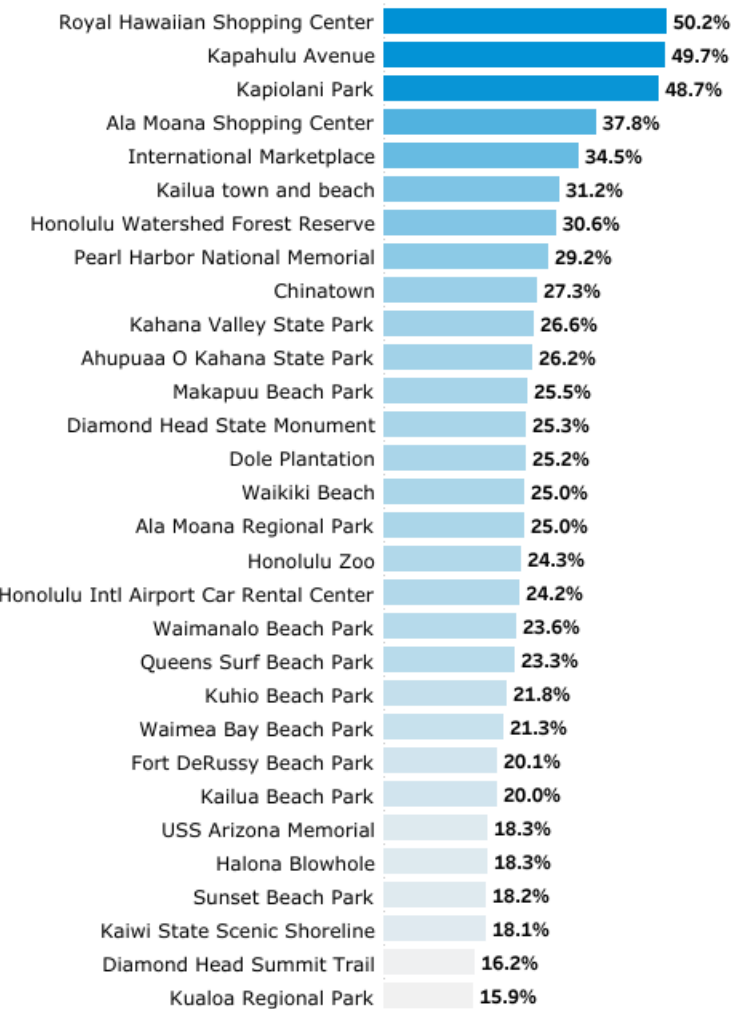 Royal Hawaiian Shopping Center 50.2%
Kapahulu Avenue 49.7%
Kapiolani Park 48.7%
Ala Moana Shopping Center 37.8%
International Marketplace 34.5%
Kailua town and beach 31.2%
Honolulu Watershed Forest Reserve 30.6%
Pearl Harbor National Memorial 29.2%
Chinatown 27.3%
Kahana Valley State Park 26.6%
Ahupuaa O Kahana State Park 26.2%
Makapuu Beach Park 25.5%
Diamond Head State Monument 25.3%
Dole Plantation 25.2%
Waikiki Beach 25.0%
Ala Moana Regional Park 25.0%
Honolulu Zoo 24.3%
Honolulu Intl Airport Car Rental Center 24.2%
Waimanalo Beach Park 23.6%
Queens Surf Beach Park 23.3%
Kuhio Beach Park 21.8%
Waimea Bay Beach Park 21.3%
Fort DeRussy Beach Park 20.1%
Kailua Beach Park 20.0%
USS Arizona Memorial 18.3%
Halona Blowhole 18.3%
Sunset Beach Park 18.2%
Kaiwi State Scenic Shoreline 18.1%
Diamond Head Summit Trail 16.2%
Kualoa Regional Park 15.9%